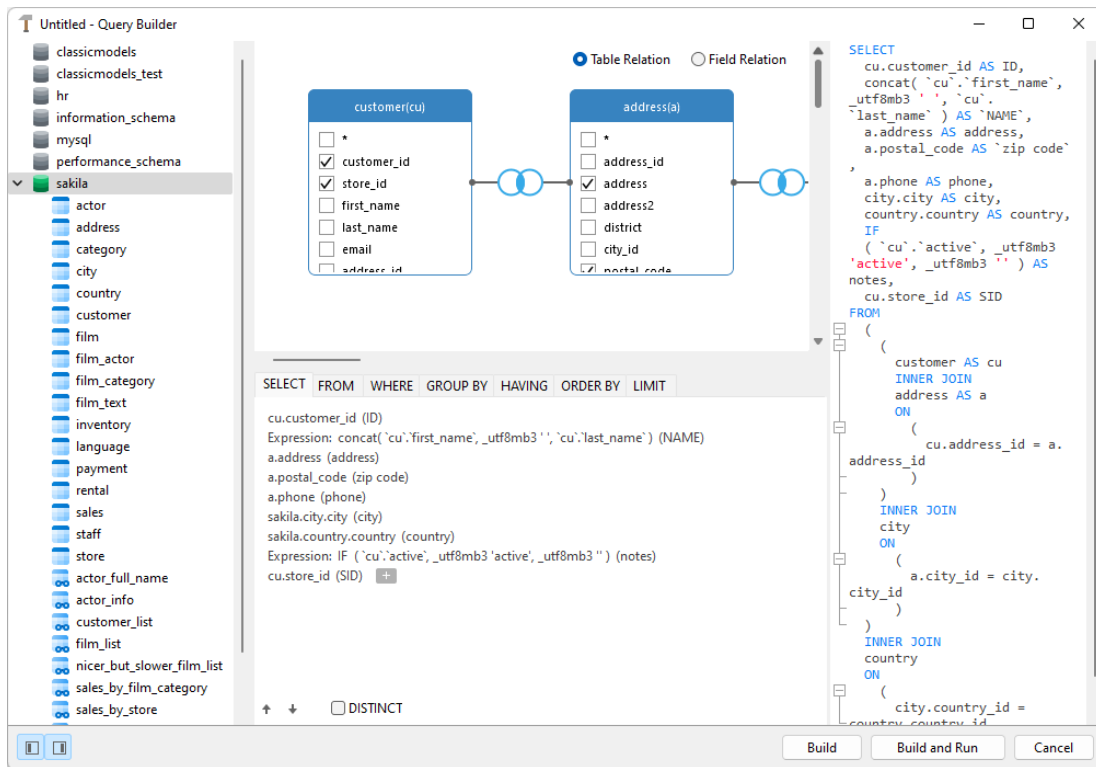 Untitled - Query Builder
classicmodels
classicmodels_test
hr
information_schema
mysql
performance_schema
sakila
actor
address
category
city
country
customer
film
film_actor
film_category
film_text
inventory
language
payment
rental
sales
staff
store
actor_full_name
actor_info
customer_list
film_list
nicer_but_slower_film_list
sales_by_film_category
sales_by_store
Table Relation
Field Relation
customer(cu)
*
customer_id
store_id
first_name
last_name
email
address_id
address(a)
*
address_id
address
address2
district
city_id
postal_code
SELECT FROM WHERE GROUP BY HAVING ORDER BY LIMIT
cu.customer_id (ID)
Expression: concat( `cu`.`first_name`, _utf8mb3 ' ', `cu`.`last_name` ) (NAME)
a.address (address)
a.postal_code (zip code)
a.phone (phone)
sakila.city.city (city)
sakila.country.country (country)
Expression: IF ( `cu`.`active`, _utf8mb3 'active', _utf8mb3 '' ) (notes)
cu.store_id (SID) +
DISTINCT
SELECT
cu.customer_id AS ID,
concat( `cu`.`first_name`,
_utf8mb3 ' ', `cu`.
`last_name` ) AS `NAME`,
a.address AS address,
a.postal_code AS `zip code`
,
a.phone AS phone,
city.city AS city,
country.country AS country,
IF
( `cu`.`active`, _utf8mb3
'active', _utf8mb3 '' ) AS
notes,
cu.store_id AS SID
FROM
(
(
customer AS cu
INNER JOIN
address AS a
ON
(
cu.address_id = a.
address_id
)
)
INNER JOIN
city
ON
(
a.city_id = city.
city_id
)
)
INNER JOIN
country
ON
(
city.country_id =
country.country_id
Build
Build and Run
Cancel